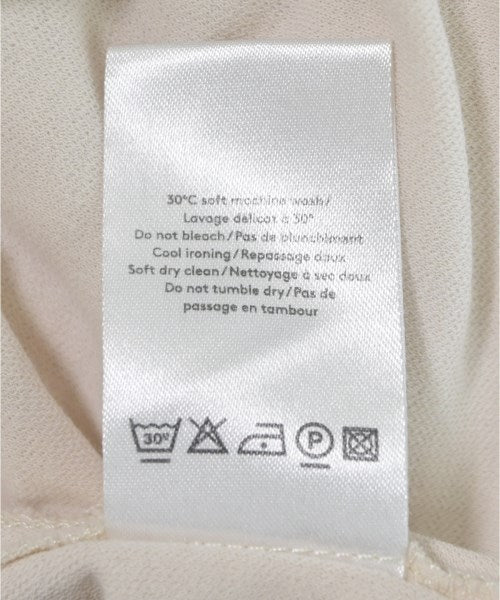 30°C soft machine wash/
Lavage délicat à 30°
Do not bleach/Pas de blanchiment
Cool ironing/Repassage doux
Soft dry clean/Nettoyage à sec doux
Do not tumble dry/Pas de
passage en tambour
30° P